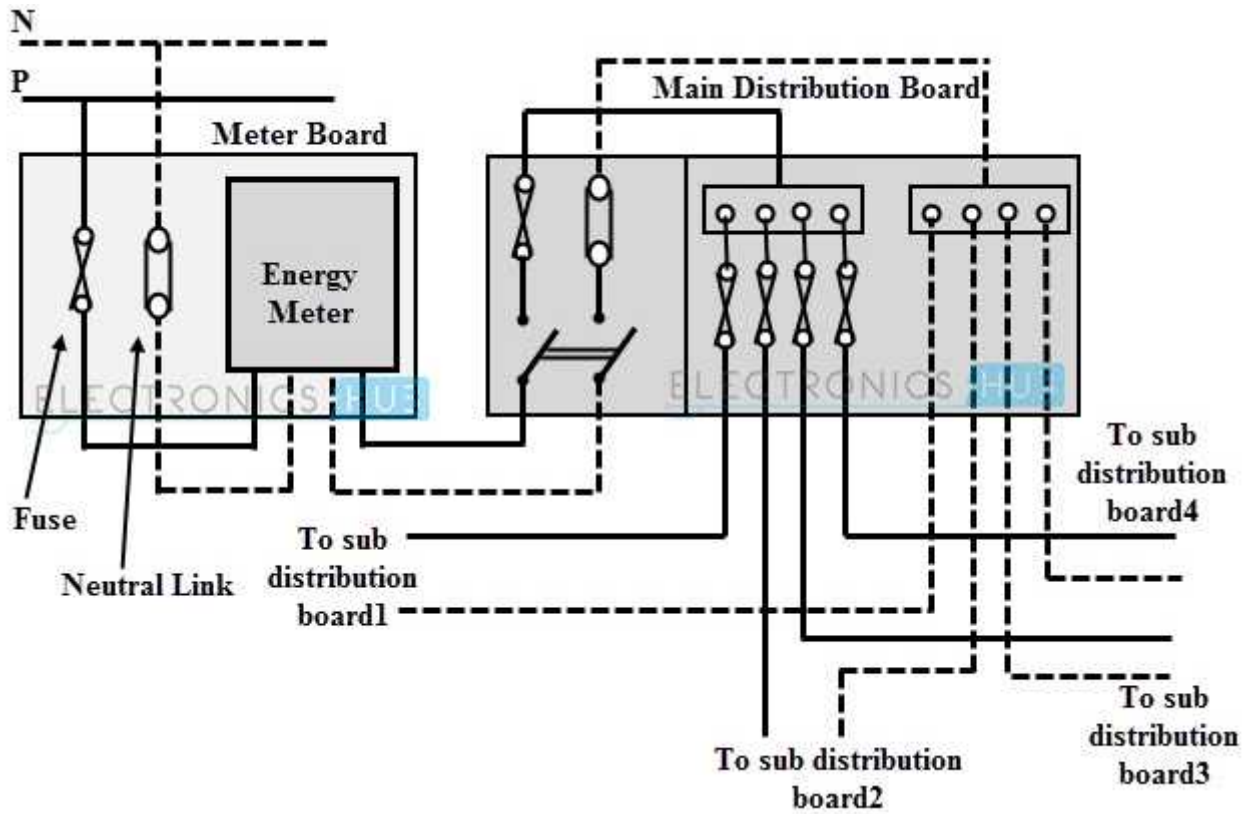 N
P
Main Distribution Board
Meter Board
Energy
Meter
ELECTRONICS HUB
ELECTRONICS HUB
Fuse
Neutral Link
To sub
distribution
board1
To sub distribution
board2
To sub
distribution
board4
To sub
distribution
board3